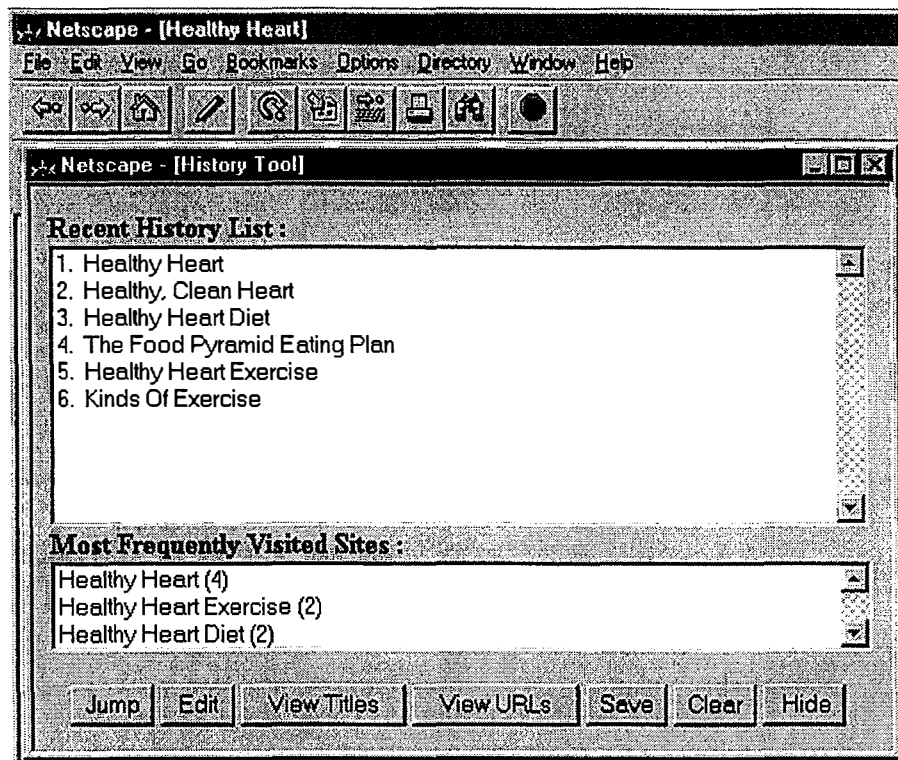 Netscape - [Healthy Heart]
File Edit View Go Bookmarks Options Directory Window Help
Netscape - [History Tool]
Recent History List :
1. Healthy Heart
2. Healthy, Clean Heart
3. Healthy Heart Diet
4. The Food Pyramid Eating Plan
5. Healthy Heart Exercise
6. Kinds Of Exercise
Most Frequently Visited Sites :
Healthy Heart (4)
Healthy Heart Exercise (2)
Healthy Heart Diet (2)
Jump Edit View Titles View URLs Save Clear Hide